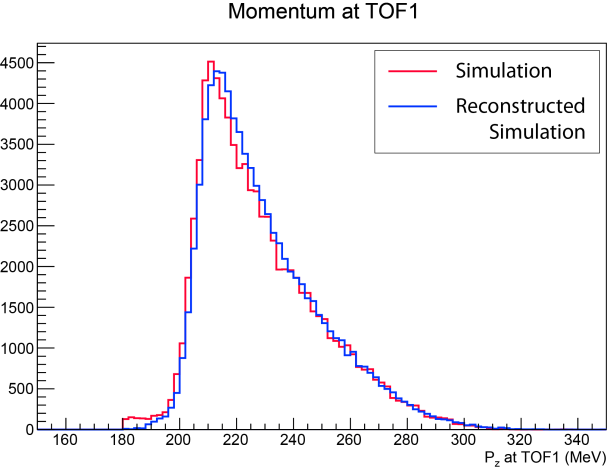 Momentum at TOF1
Simulation
Reconstructed
Simulation
4500
4000
3500
3000
2500
2000
1500
1000
500
0
160 180 200 220 240 260 280 300 320 340
P_z at TOF1 (MeV)